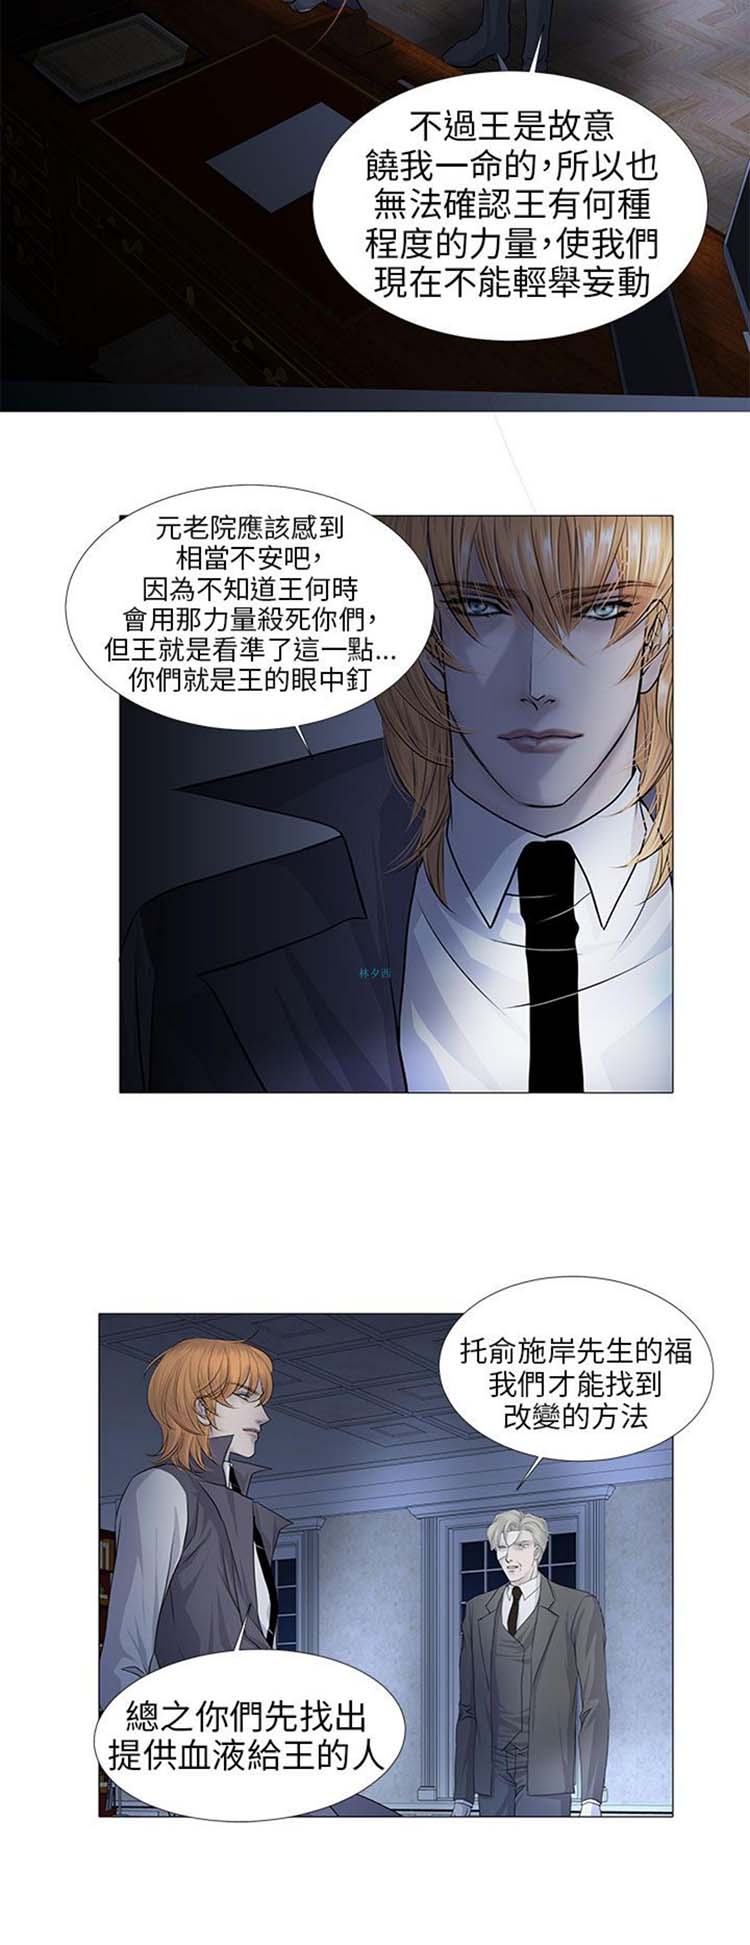 不過王是故意
饒我一命的,所以也
無法確認王有何種
程度的力量,使我們
現在不能輕舉妄動
元老院應該感到
相當不安吧,
因為不知道王何時
會用那力量殺死你們,
但王就是看準了這一點...
你們就是王的眼中釘
林夕西
托俞施岸先生的福
我們才能找到
改變的方法
總之你們先找出
提供血液給王的人